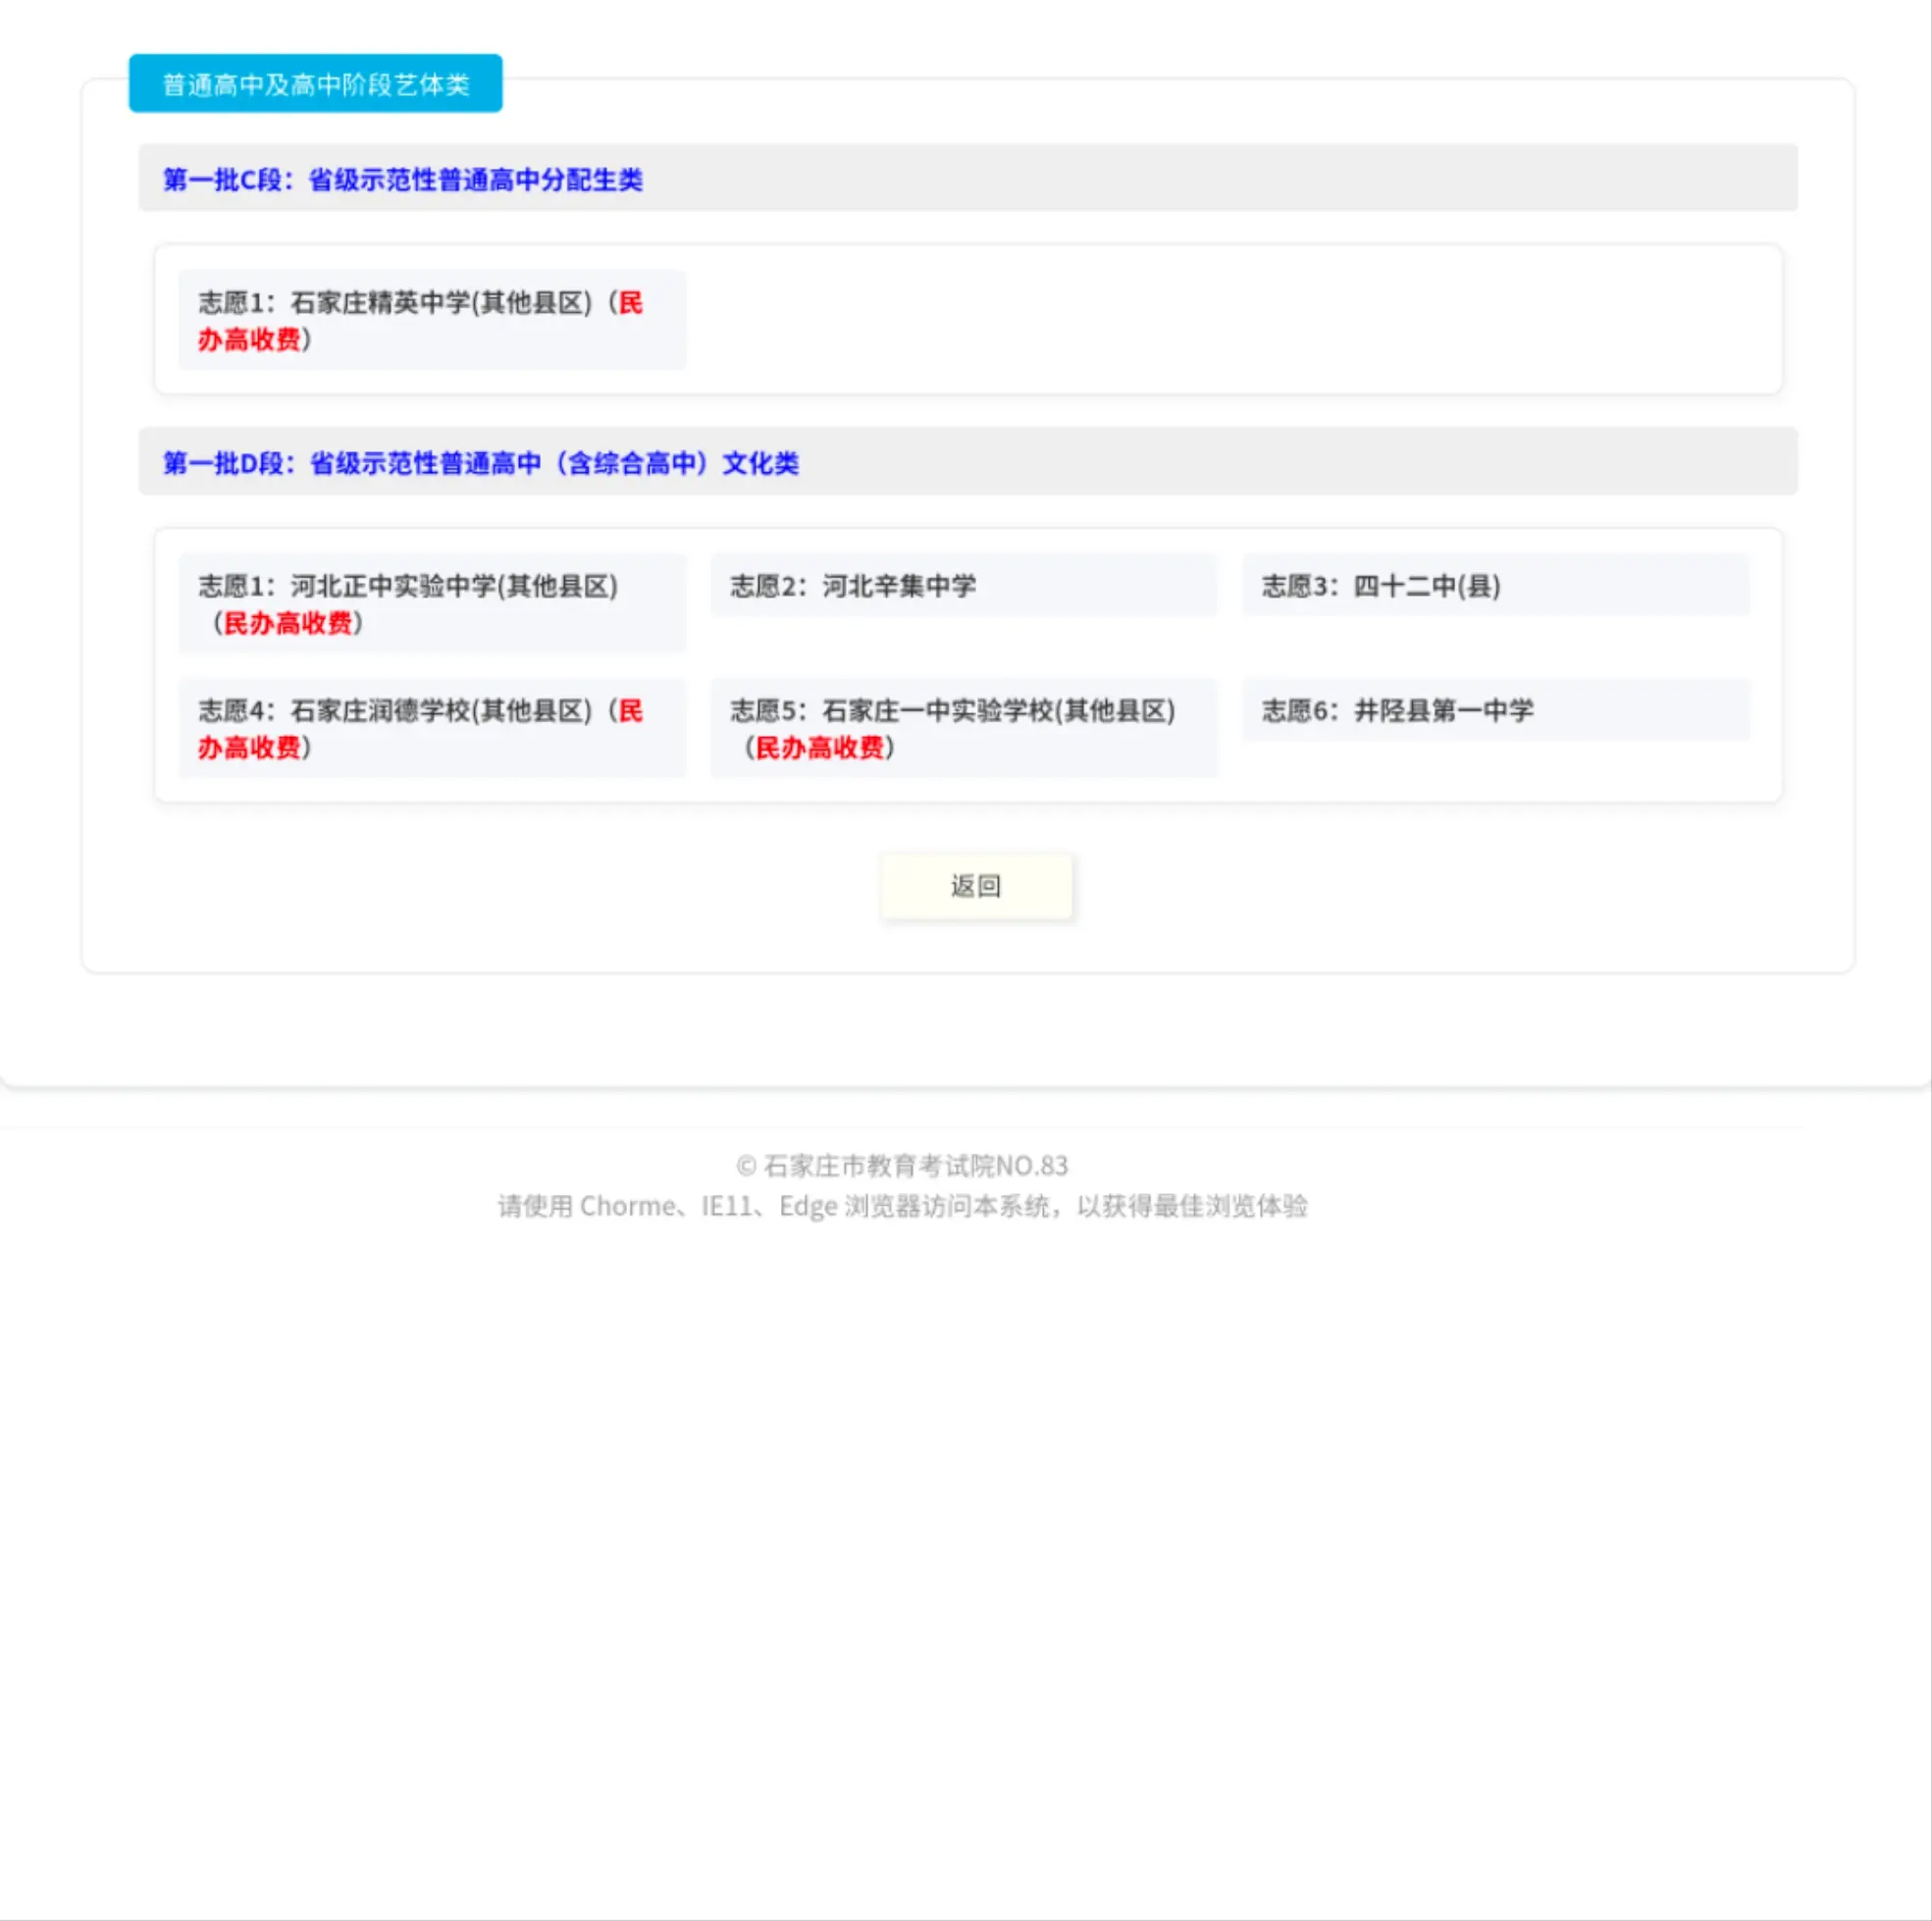 普通高中及高中阶段艺体类
第一批C段：省级示范性普通高中分配生类
志愿1：石家庄精英中学(其他县区)（民
办高收费）
第一批D段：省级示范性普通高中（含综合高中）文化类
志愿1：河北正中实验中学(其他县区)
（民办高收费）
志愿2：河北辛集中学
志愿3：四十二中(县)
志愿4：石家庄润德学校(其他县区)（民
办高收费）
志愿5：石家庄一中实验学校(其他县区)
（民办高收费）
志愿6：井陉县第一中学
返回
© 石家庄市教育考试院NO.83
请使用 Chorme、IE11、Edge 浏览器访问本系统，以获得最佳浏览体验